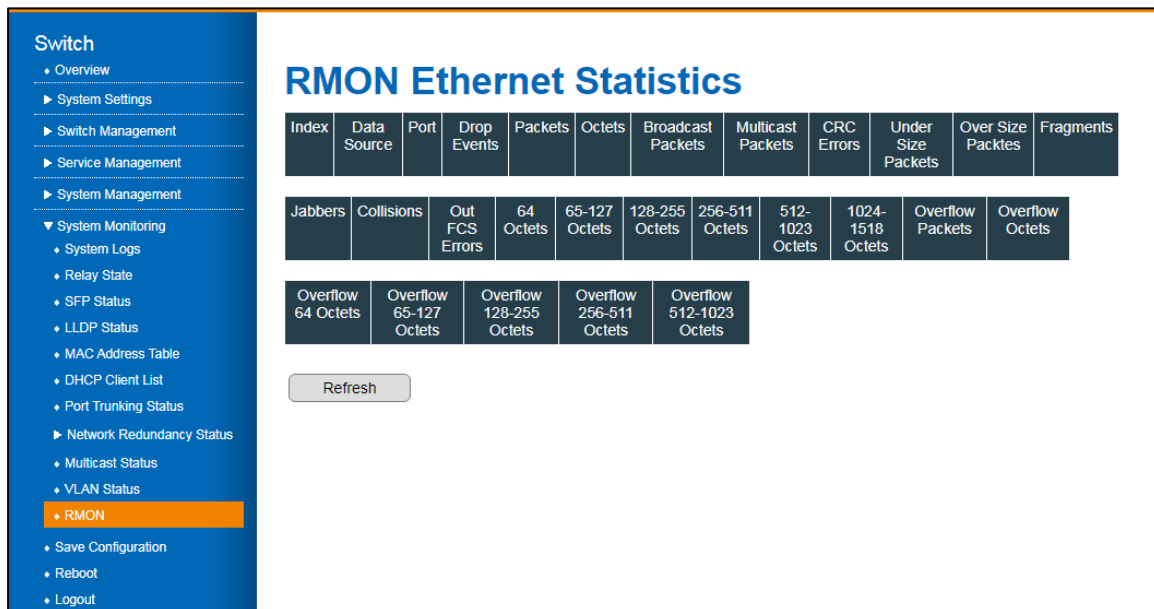 Switch
Overview
System Settings
Switch Management
Service Management
System Management
System Monitoring
System Logs
Relay State
SFP Status
LLDP Status
MAC Address Table
DHCP Client List
Port Trunking Status
Network Redundancy Status
Multicast Status
VLAN Status
RMON
Save Configuration
Reboot
Logout
RMON Ethernet Statistics
Index
Data
Source
Port
Drop
Events
Packets
Octets
Broadcast
Packets
Multicast
Packets
CRC
Errors
Under
Size
Packets
Over Size
Packtes
Fragments
Jabbers
Collisions
Out
FCS
Errors
64
Octets
65-127
Octets
128-255
Octets
256-511
Octets
512-
1023
Octets
1024-
1518
Octets
Overflow
Packets
Overflow
Octets
Overflow
64 Octets
Overflow
65-127
Octets
Overflow
128-255
Octets
Overflow
256-511
Octets
Overflow
512-1023
Octets
Refresh